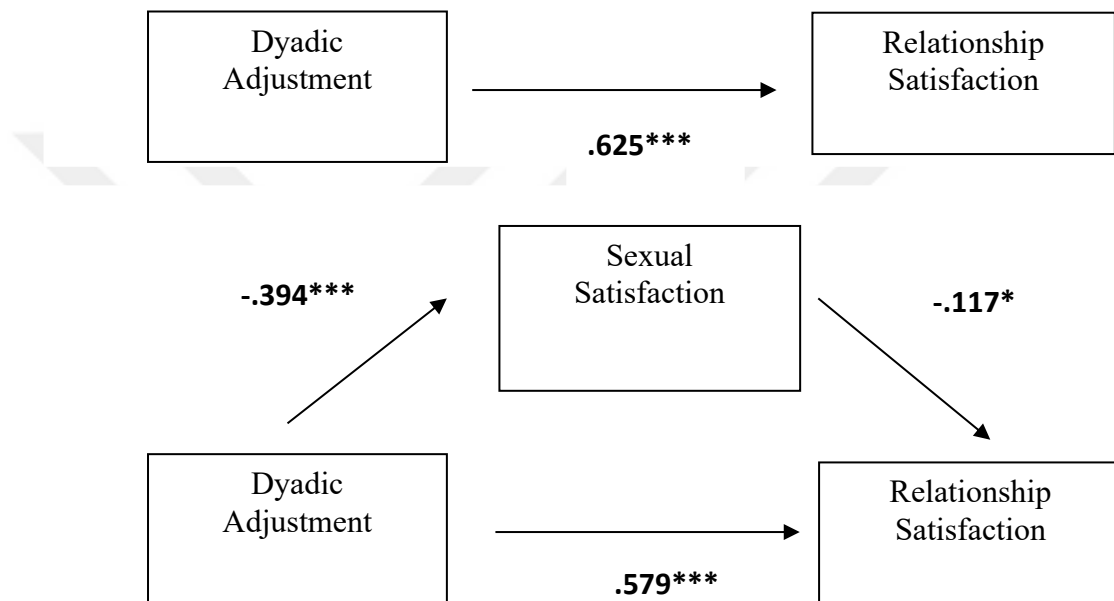 Dyadic
Adjustment
Relationship
Satisfaction
.625***
Sexual
Satisfaction
-.394***
-.117*
Dyadic
Adjustment
Relationship
Satisfaction
.579***